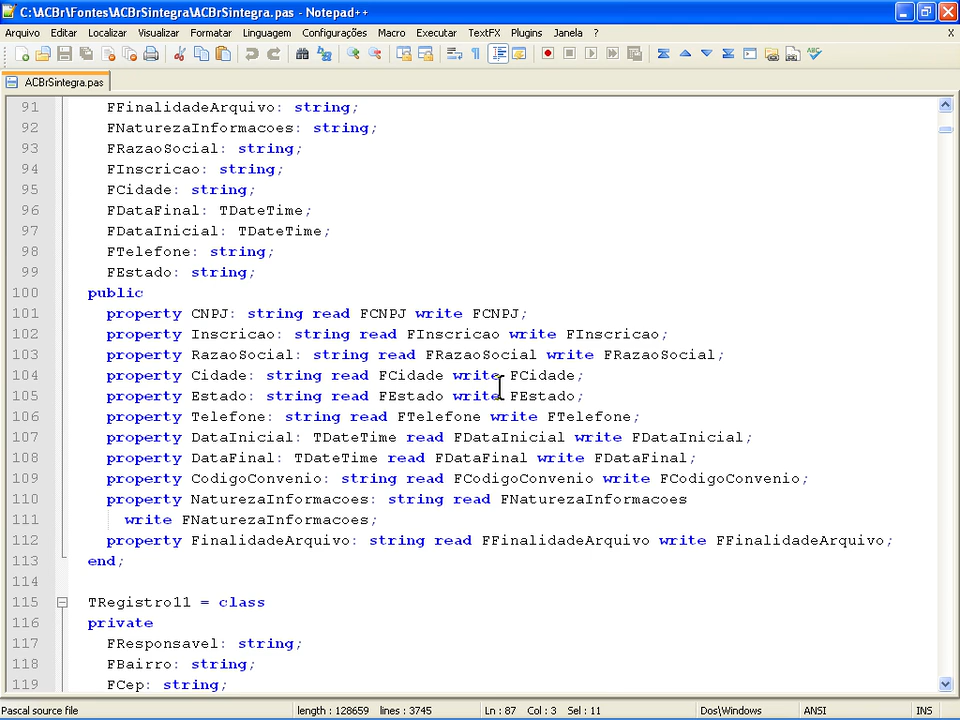 C:\ACBr\Fontes\ACBrSintegra\ACBrSintegra.pas - Notepad++
Arquivo Editar Localizar Visualizar Formatar Linguagem Configurações Macro Executar TextFX Plugins Janela ? X
ACBrSintegra.pas
91 FFinalidadeArquivo: string;
92 FNaturezaInformacoes: string;
93 FRazaoSocial: string;
94 FInscricao: string;
95 FCidade: string;
96 FDataFinal: TDateTime;
97 FDataInicial: TDateTime;
98 FTelefone: string;
99 FEstado: string;
100 public
101 property CNPJ: string read FCNPJ write FCNPJ;
102 property Inscricao: string read FInscricao write FInscricao;
103 property RazaoSocial: string read FRazaoSocial write FRazaoSocial;
104 property Cidade: string read FCidade write FCidade;
105 property Estado: string read FEstado write FEstado;
106 property Telefone: string read FTelefone write FTelefone;
107 property DataInicial: TDateTime read FDataInicial write FDataInicial;
108 property DataFinal: TDateTime read FDataFinal write FDataFinal;
109 property CodigoConvenio: string read FCodigoConvenio write FCodigoConvenio;
110 property NaturezaInformacoes: string read FNaturezaInformacoes
111 write FNaturezaInformacoes;
112 property FinalidadeArquivo: string read FFinalidadeArquivo write FFinalidadeArquivo;
113 end;
114
115 TRegistro11 = class
116 private
117 FResponsavel: string;
118 FBairro: string;
119 FCep: string;
Pascal source file length : 128659 lines : 3745 Ln : 87 Col : 3 Sel : 11 Dos\Windows ANSI INS